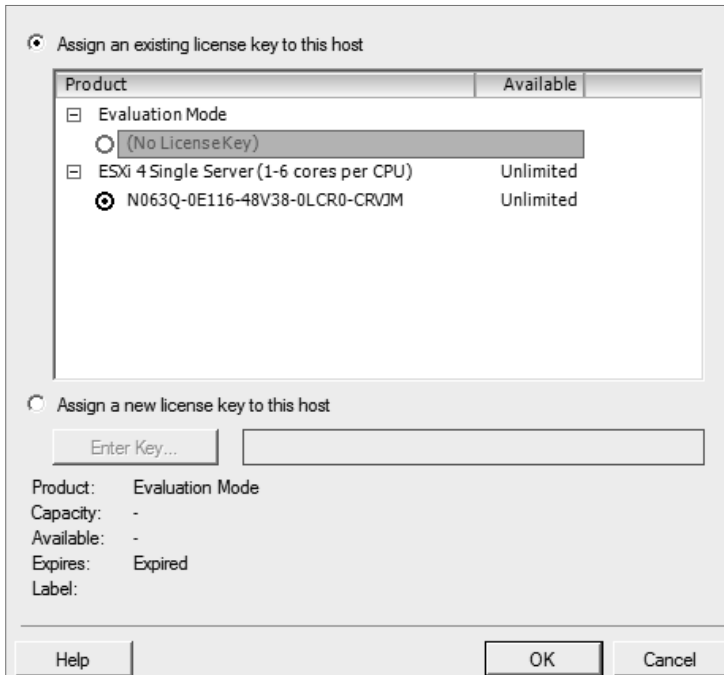 Assign an existing license key to this host
Product Available
Evaluation Mode
(No LicenseKey)
ESXi 4 Single Server (1-6 cores per CPU) Unlimited
N063Q-0E116-48V38-0LCR0-CRVJM Unlimited
Assign a new license key to this host
Enter Key...
Product: Evaluation Mode
Capacity: -
Available: -
Expires: Expired
Label:
Help OK Cancel